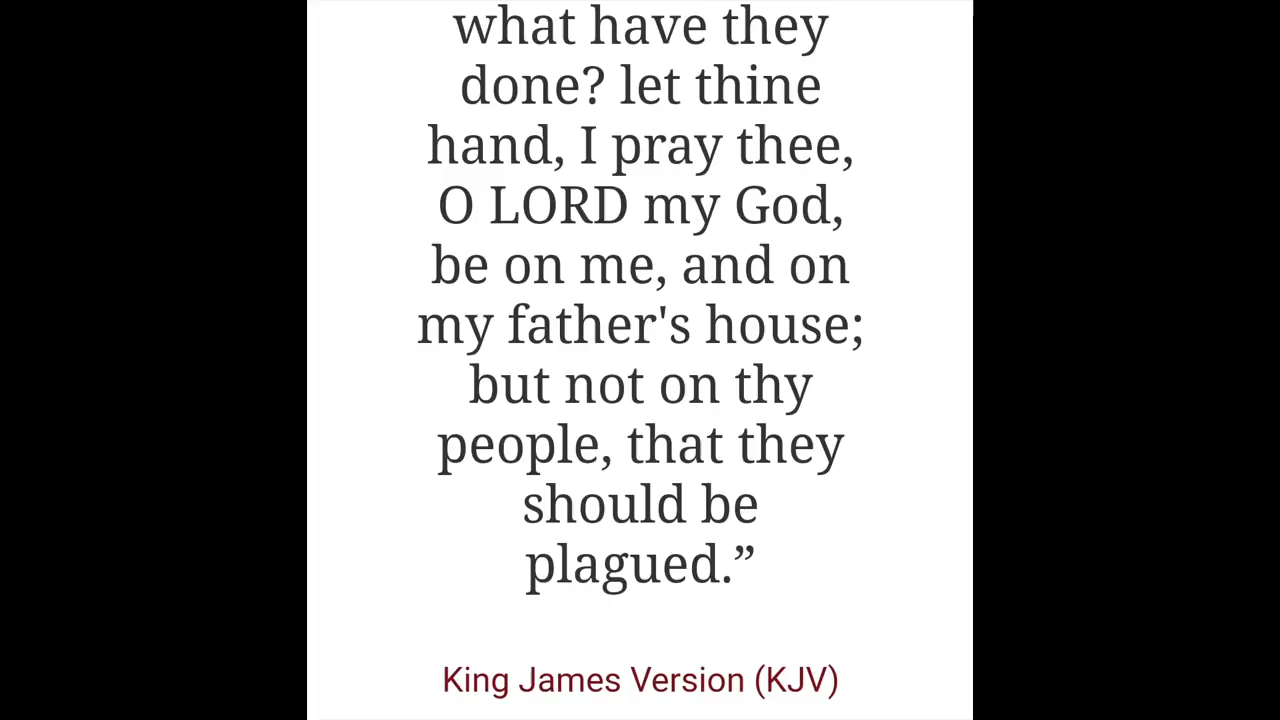 what have they
done? let thine
hand, I pray thee,
O LORD my God,
be on me, and on
my father's house;
but not on thy
people, that they
should be
plagued.”
King James Version (KJV)